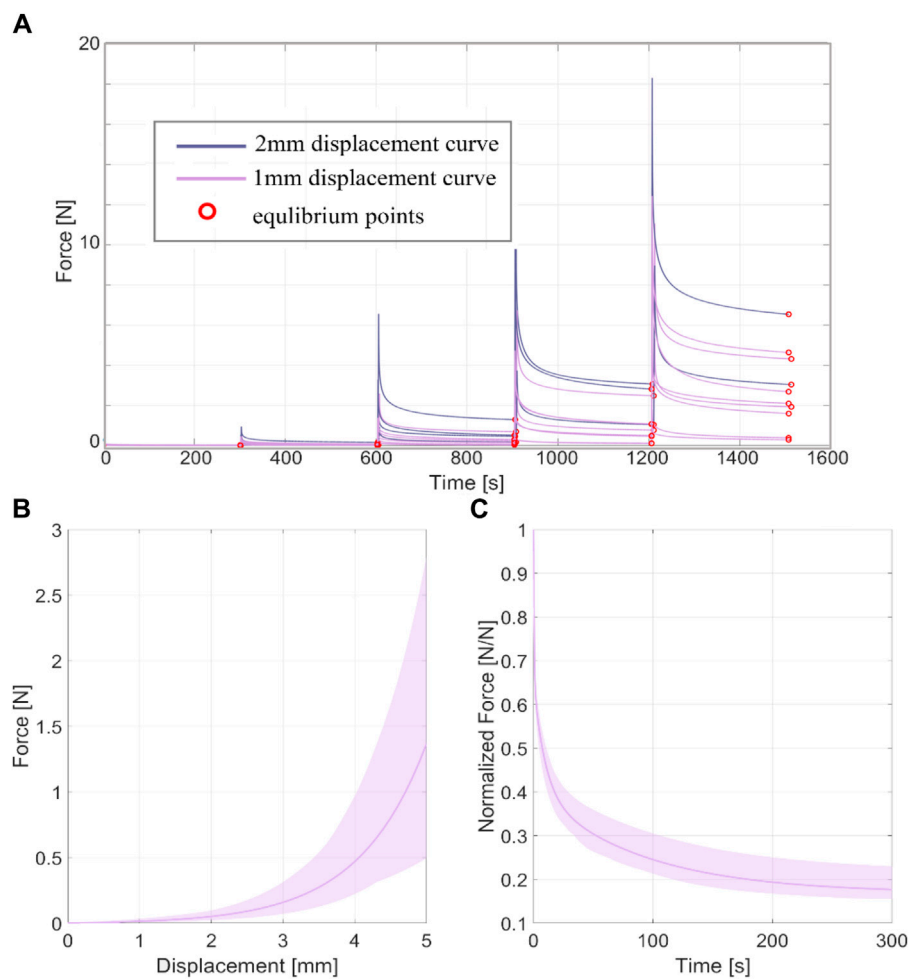 A
20
10
0
Force [N]
2mm displacement curve
1mm displacement curve
equlibrium points
0 200 400 600 800 1000 1200 1400 1600
Time [s]
B
3
2.5
2
1.5
1
0.5
0
Force [N]
0 1 2 3 4 5
Displacement [mm]
C
1
0.9
0.8
0.7
0.6
0.5
0.4
0.3
0.2
0.1
Normalized Force [N/N]
0 100 200 300
Time [s]